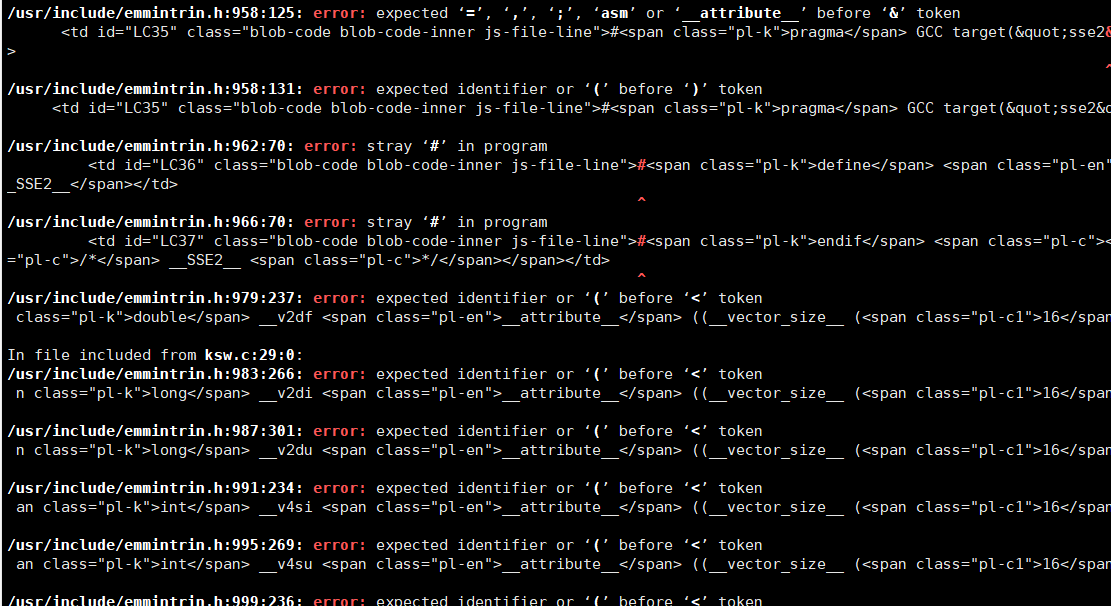 /usr/include/emmintrin.h:958:125: error: expected ‘=’, ‘,’, ‘;’, ‘asm’ or ‘__attribute__’ before ‘&’ token
<td id="LC35" class="blob-code blob-code-inner js-file-line">#<span class="pl-k">pragma</span> GCC target(&quot;sse2&
>
^
/usr/include/emmintrin.h:958:131: error: expected identifier or ‘(’ before ‘)’ token
<td id="LC35" class="blob-code blob-code-inner js-file-line">#<span class="pl-k">pragma</span> GCC target(&quot;sse2&q
/usr/include/emmintrin.h:962:70: error: stray ‘#’ in program
<td id="LC36" class="blob-code blob-code-inner js-file-line">#<span class="pl-k">define</span> <span class="pl-en"
_SSE2__</span></td>
^
/usr/include/emmintrin.h:966:70: error: stray ‘#’ in program
<td id="LC37" class="blob-code blob-code-inner js-file-line">#<span class="pl-k">endif</span> <span class="pl-c"><
="pl-c">/*</span> __SSE2__ <span class="pl-c">*/</span></span></td>
^
/usr/include/emmintrin.h:979:237: error: expected identifier or ‘(’ before ‘<’ token
class="pl-k">double</span> __v2df <span class="pl-en">__attribute__</span> ((__vector_size__ (<span class="pl-c1">16</span
In file included from ksw.c:29:0:
/usr/include/emmintrin.h:983:266: error: expected identifier or ‘(’ before ‘<’ token
n class="pl-k">long</span> __v2di <span class="pl-en">__attribute__</span> ((__vector_size__ (<span class="pl-c1">16</span
/usr/include/emmintrin.h:987:301: error: expected identifier or ‘(’ before ‘<’ token
n class="pl-k">long</span> __v2du <span class="pl-en">__attribute__</span> ((__vector_size__ (<span class="pl-c1">16</span
/usr/include/emmintrin.h:991:234: error: expected identifier or ‘(’ before ‘<’ token
an class="pl-k">int</span> __v4si <span class="pl-en">__attribute__</span> ((__vector_size__ (<span class="pl-c1">16</span
/usr/include/emmintrin.h:995:269: error: expected identifier or ‘(’ before ‘<’ token
an class="pl-k">int</span> __v4su <span class="pl-en">__attribute__</span> ((__vector_size__ (<span class="pl-c1">16</span
/usr/include/emmintrin.h:999:236: error: expected identifier or ‘(’ before ‘<’ token